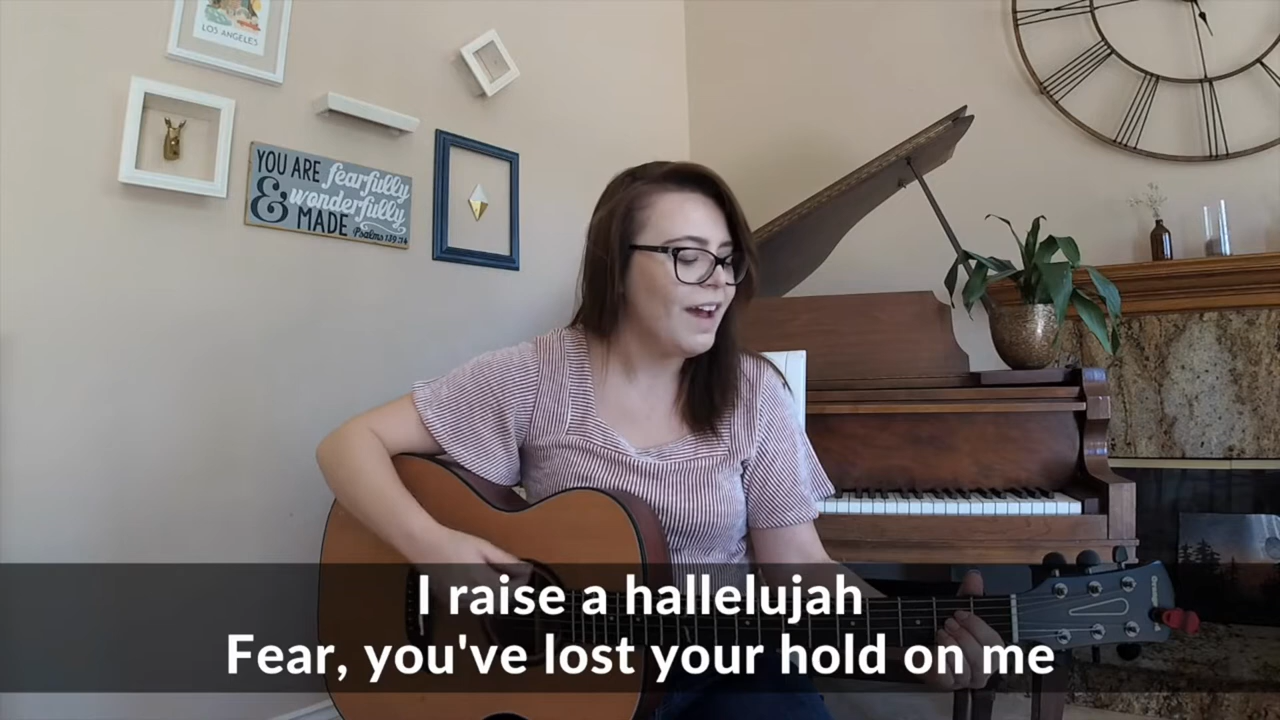 LOS ANGELES
YOU ARE fearfully
& wonderfully
MADE Psalms 139:14
I raise a hallelujah
Fear, you've lost your hold on me